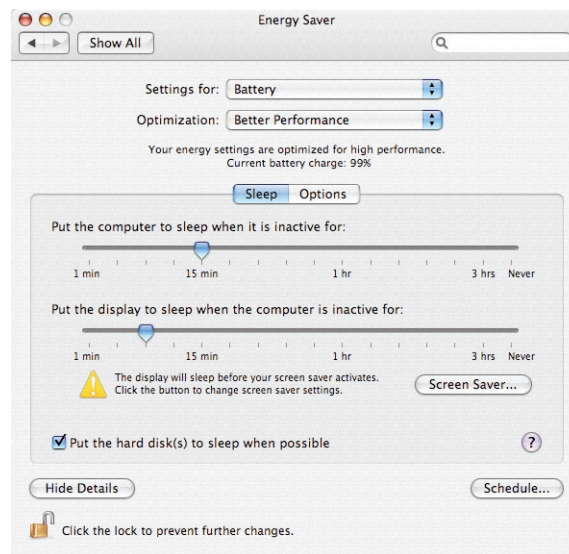 Energy Saver
Show All
Settings for: Battery
Optimization: Better Performance
Your energy settings are optimized for high performance.
Current battery charge: 99%
Sleep Options
Put the computer to sleep when it is inactive for:
1 min 15 min 1 hr 3 hrs Never
Put the display to sleep when the computer is inactive for:
1 min 15 min 1 hr 3 hrs Never
The display will sleep before your screen saver activates.
Click the button to change screen saver settings.
Screen Saver...
Put the hard disk(s) to sleep when possible ?
Hide Details Schedule...
Click the lock to prevent further changes.